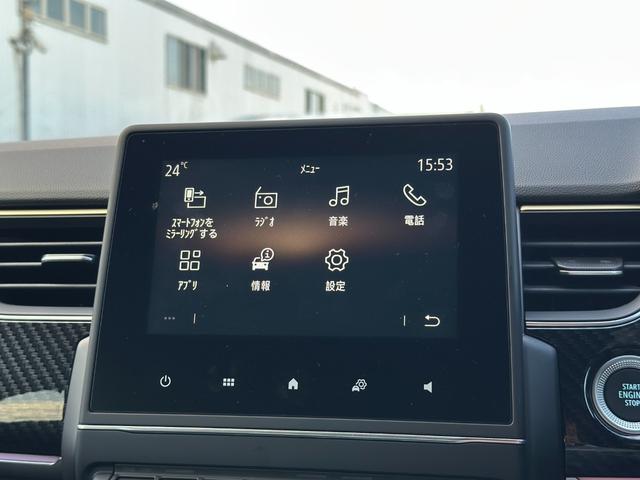 24℃ ﾒﾆｭｰ 15:53
ｽﾏｰﾄﾌｫﾝを
ﾐﾗｰﾘﾝｸﾞする
ﾗｼﾞｵ
音楽
電話
ｱﾌﾟﾘ
情報
設定
START
ENGINE
STOP